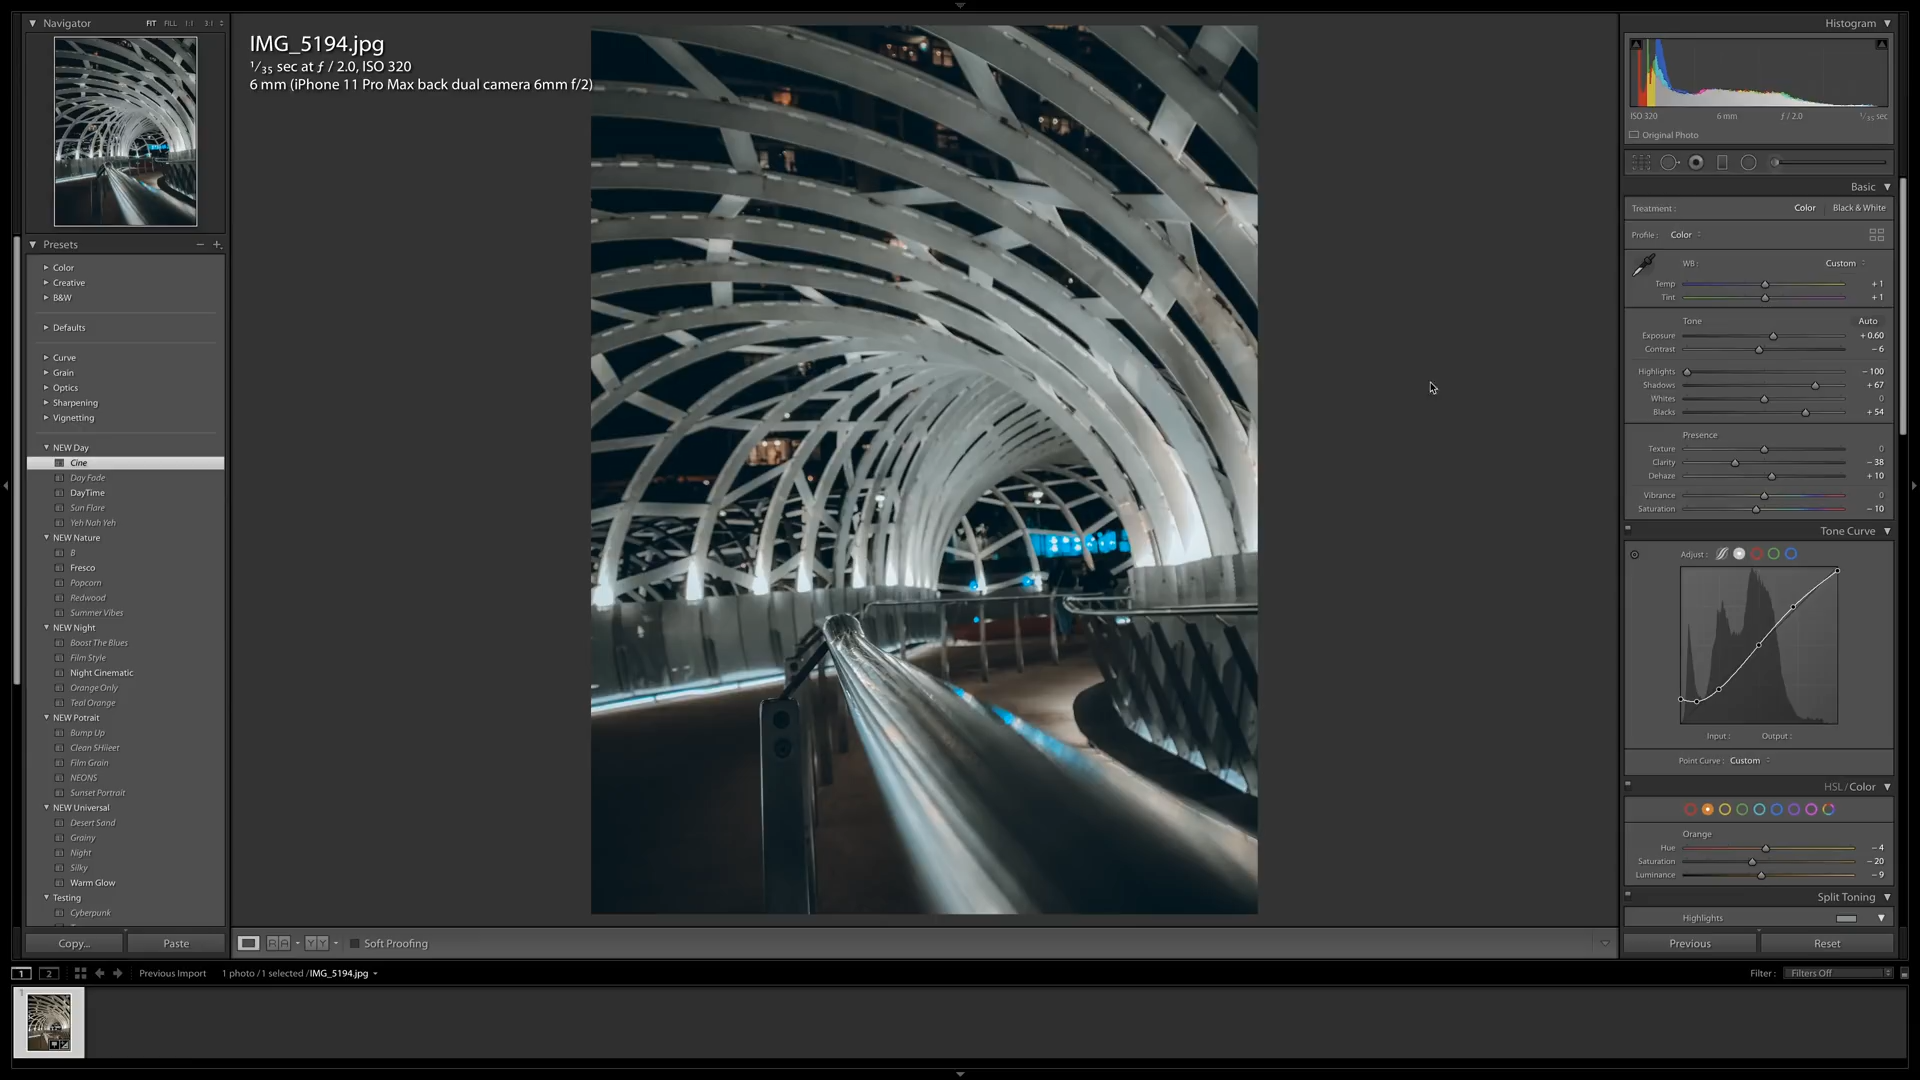 Navigator
FIT FILL 1:1 3:1
Presets
Color
Creative
B&W
Defaults
Curve
Grain
Optics
Sharpening
Vignetting
NEW Day
Cine
Day Fade
DayTime
Sun Flare
Yeh Nah Yeh
NEW Nature
B
Fresco
Popcorn
Redwood
Summer Vibes
NEW Night
Boost The Blues
Film Style
Night Cinematic
Orange Only
Teal Orange
NEW Potrait
Bump Up
Clean SHiieet
Film Grain
NEONS
Sunset Portrait
NEW Universal
Desert Sand
Grainy
Night
Silky
Warm Glow
Testing
Cyberpunk
Copy... Paste
IMG_5194.jpg
1/35 sec at ƒ / 2.0, ISO 320
6 mm (iPhone 11 Pro Max back dual camera 6mm f/2)
R A Y Y Soft Proofing
Histogram
ISO 320 6 mm ƒ / 2.0 1/35 sec
Original Photo
Basic
Treatment : Color Black & White
Profile : Color
WB : Custom
Temp + 1
Tint + 1
Tone Auto
Exposure + 0.60
Contrast − 6
Highlights − 100
Shadows + 67
Whites 0
Blacks + 54
Presence
Texture 0
Clarity − 38
Dehaze + 10
Vibrance 0
Saturation − 10
Tone Curve
Adjust :
Input : Output :
Point Curve : Custom
HSL / Color
Orange
Hue − 4
Saturation − 20
Luminance − 9
Split Toning
Highlights
Previous Reset
1 2 Previous Import 1 photo / 1 selected / IMG_5194.jpg Filter : Filters Off
1